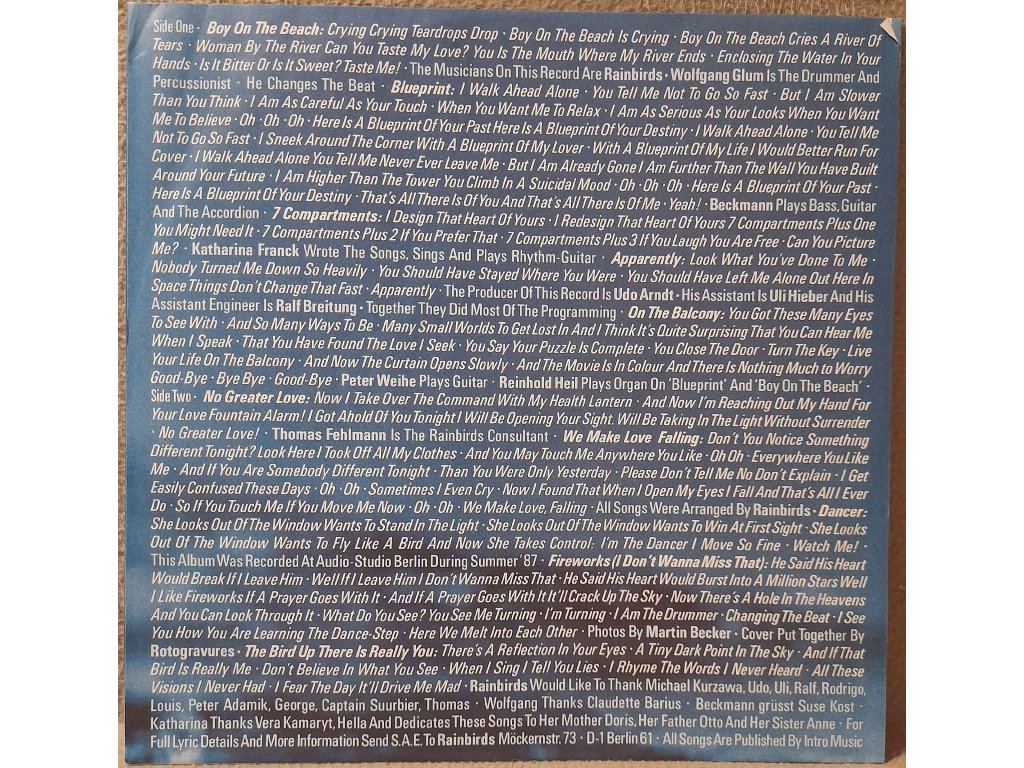 Side One · Boy On The Beach: Crying Crying Teardrops Drop · Boy On The Beach Is Crying · Boy On The Beach Cries A River Of
Tears · Woman By The River Can You Taste My Love? You Is The Mouth Where My River Ends · Enclosing The Water In Your
Hands · Is It Bitter Or Is It Sweet? Taste Me! · The Musicians On This Record Are Rainbirds · Wolfgang Glum Is The Drummer And
Percussionist · He Changes The Beat · Blueprint: I Walk Ahead Alone · You Tell Me Not To Go So Fast · But I Am Slower
Than You Think · I Am As Careful As Your Touch · When You Want Me To Relax · I Am As Serious As Your Looks When You Want
Me To Believe · Oh · Oh · Oh · Here Is A Blueprint Of Your Past Here Is A Blueprint Of Your Destiny · I Walk Ahead Alone · You Tell Me
Not To Go So Fast · I Sneek Around The Corner With A Blueprint Of My Lover · With A Blueprint Of My Life I Would Better Run For
Cover · I Walk Ahead Alone You Tell Me Never Ever Leave Me · But I Am Already Gone I Am Further Than The Wall You Have Built
Around Your Future · I Am Higher Than The Tower You Climb In A Suicidal Mood · Oh · Oh · Oh · Here Is A Blueprint Of Your Past ·
Here Is A Blueprint Of Your Destiny · That's All There Is Of You And That's All There Is Of Me · Yeah! · Beckmann Plays Bass, Guitar
And The Accordion · 7 Compartments: I Design That Heart Of Yours · I Redesign That Heart Of Yours 7 Compartments Plus One
You Might Need It · 7 Compartments Plus 2 If You Prefer That · 7 Compartments Plus 3 If You Laugh You Are Free · Can You Picture
Me? · Katharina Franck Wrote The Songs, Sings And Plays Rhythm-Guitar · Apparently: Look What You've Done To Me ·
Nobody Turned Me Down So Heavily · You Should Have Stayed Where You Were · You Should Have Left Me Alone Out Here In
Space Things Don't Change That Fast · Apparently · The Producer Of This Record Is Udo Arndt · His Assistant Is Uli Hieber And His
Assistant Engineer Is Ralf Breitung · Together They Did Most Of The Programming · On The Balcony: You Got These Many Eyes
To See With · And So Many Ways To Be · Many Small Worlds To Get Lost In And I Think It's Quite Surprising That You Can Hear Me
When I Speak · That You Have Found The Love I Seek · You Say Your Puzzle Is Complete · You Close The Door · Turn The Key · Live
Your Life On The Balcony · And Now The Curtain Opens Slowly · And The Movie Is In Colour And There Is Nothing Much to Worry
Good-Bye · Bye Bye · Good-Bye · Peter Weihe Plays Guitar · Reinhold Heil Plays Organ On 'Blueprint' And 'Boy On The Beach' ·
Side Two · No Greater Love: Now I Take Over The Command With My Health Lantern · And Now I'm Reaching Out My Hand For
Your Love Fountain Alarm! I Got Ahold Of You Tonight I Will Be Opening Your Sight. Will Be Taking In The Light Without Surrender
· No Greater Love! · Thomas Fehlmann Is The Rainbirds Consultant · We Make Love Falling: Don't You Notice Something
Different Tonight? Look Here I Took Off All My Clothes · And You May Touch Me Anywhere You Like · Oh Oh · Everywhere You Like
Me · And If You Are Somebody Different Tonight · Than You Were Only Yesterday · Please Don't Tell Me No Don't Explain · I Get
Easily Confused These Days · Oh · Oh · Sometimes I Even Cry · Now I Found That When I Open My Eyes I Fall And That's All I Ever
Do · So If You Touch Me If You Move Me Now · Oh · Oh · We Make Love, Falling · All Songs Were Arranged By Rainbirds · Dancer:
She Looks Out Of The Window Wants To Stand In The Light · She Looks Out Of The Window Wants To Win At First Sight · She Looks
Out Of The Window Wants To Fly Like A Bird And Now She Takes Control: I'm The Dancer I Move So Fine · Watch Me! ·
This Album Was Recorded At Audio-Studio Berlin During Summer '87 · Fireworks (I Don't Wanna Miss That): He Said His Heart
Would Break If I Leave Him · Well If I Leave Him I Don't Wanna Miss That · He Said His Heart Would Burst Into A Million Stars Well
I Like Fireworks If A Prayer Goes With It · And If A Prayer Goes With It It'll Crack Up The Sky · Now There's A Hole In The Heavens
And You Can Look Through It · What Do You See? You See Me Turning · I'm Turning · I Am The Drummer · Changing The Beat · I See
You How You Are Learning The Dance-Step · Here We Melt Into Each Other · Photos By Martin Becker · Cover Put Together By
Rotogravures · The Bird Up There Is Really You: There's A Reflection In Your Eyes · A Tiny Dark Point In The Sky · And If That
Bird Is Really Me · Don't Believe In What You See · When I Sing I Tell You Lies · I Rhyme The Words I Never Heard · All These
Visions I Never Had · I Fear The Day It'll Drive Me Mad · Rainbirds Would Like To Thank Michael Kurzawa, Udo, Uli, Ralf, Rodrigo,
Louis, Peter Adamik, George, Captain Suurbier, Thomas · Wolfgang Thanks Claudette Barius · Beckmann grüsst Suse Kost ·
Katharina Thanks Vera Kamaryt, Hella And Dedicates These Songs To Her Mother Doris, Her Father Otto And Her Sister Anne · For
Full Lyric Details And More Information Send S.A.E. To Rainbirds Möckernstr. 73 · D-1 Berlin 61 · All Songs Are Published By Intro Music